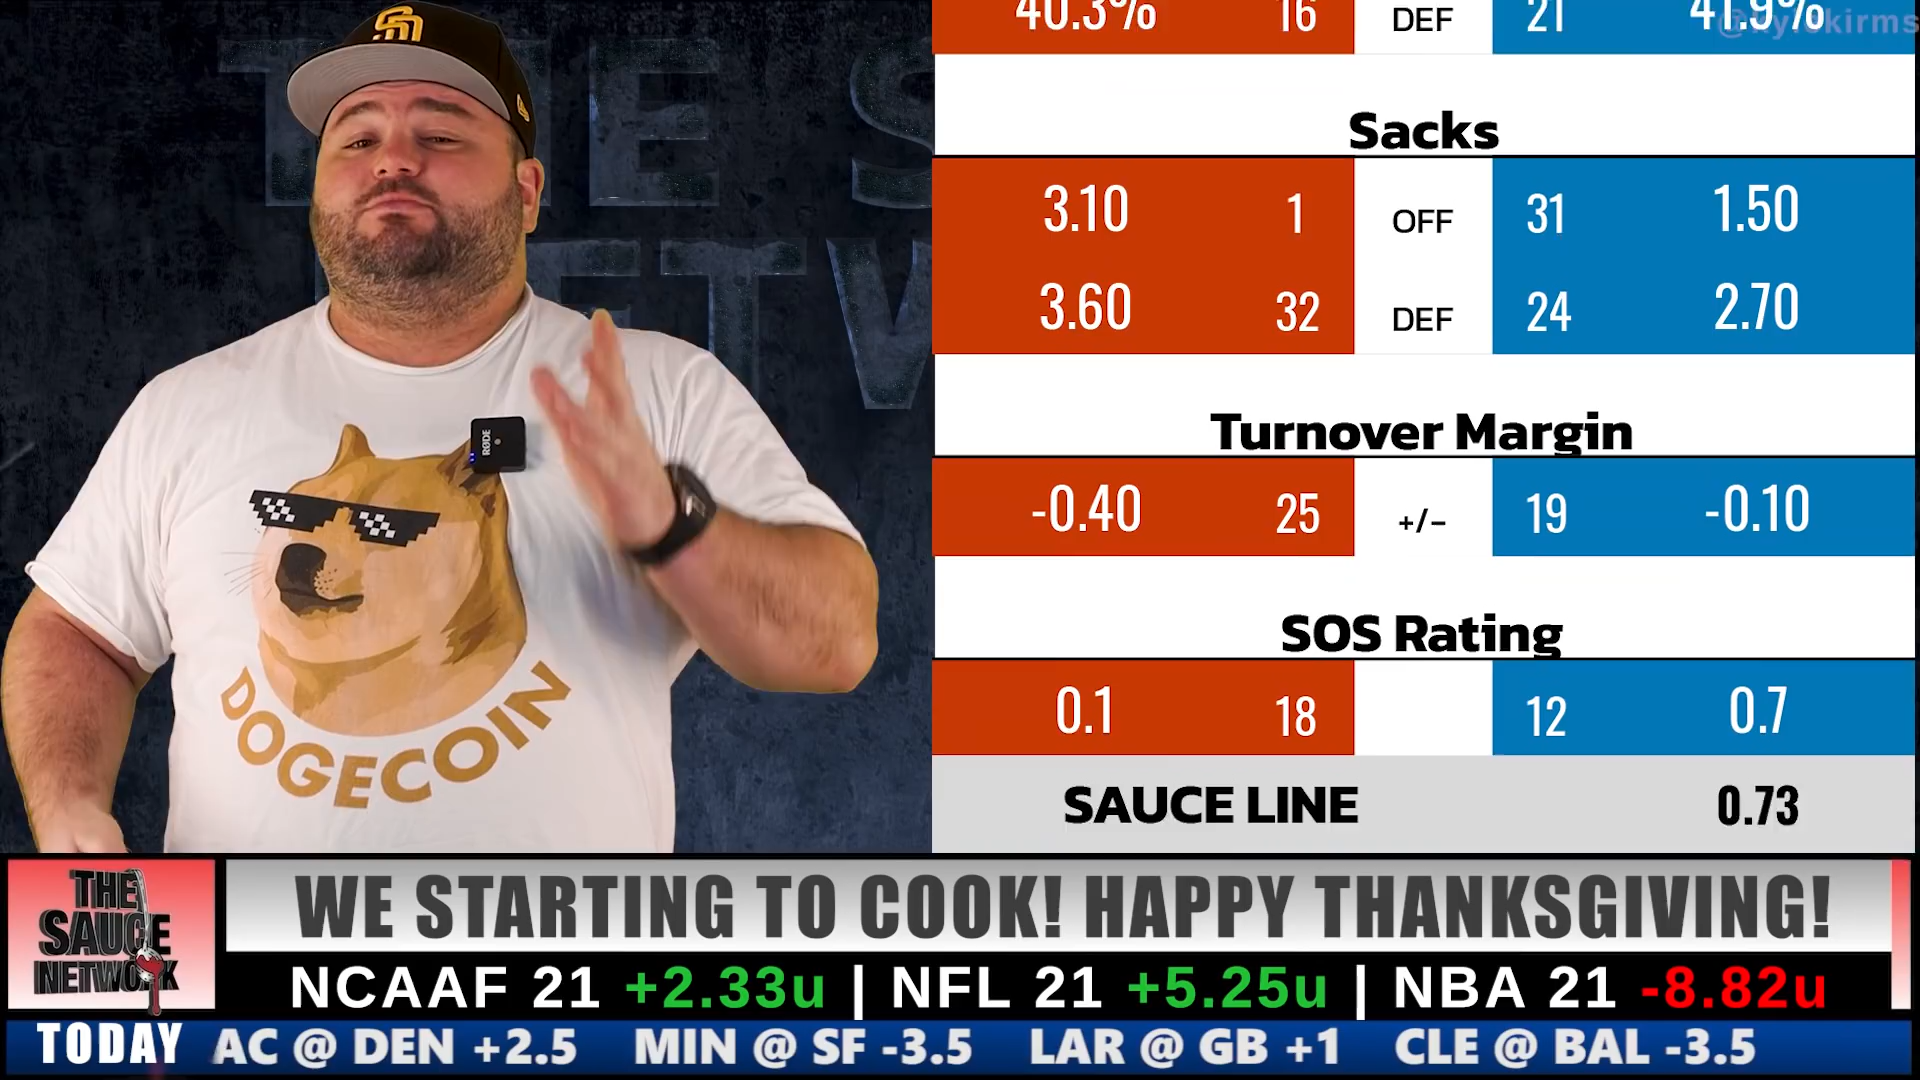 40.3% 16 DEF 21 41.9%
Sacks
3.10 1 OFF 31 1.50
3.60 32 DEF 24 2.70
Turnover Margin
-0.40 25 +/- 19 -0.10
SOS Rating
0.1 18 12 0.7
SAUCE LINE 0.73
RØDE
DOGECOIN
THE
SAUCE
NETWORK
WE STARTING TO COOK! HAPPY THANKSGIVING!
NCAAF 21 +2.33u | NFL 21 +5.25u | NBA 21 -8.82u
TODAY AC @ DEN +2.5 MIN @ SF -3.5 LAR @ GB +1 CLE @ BAL -3.5